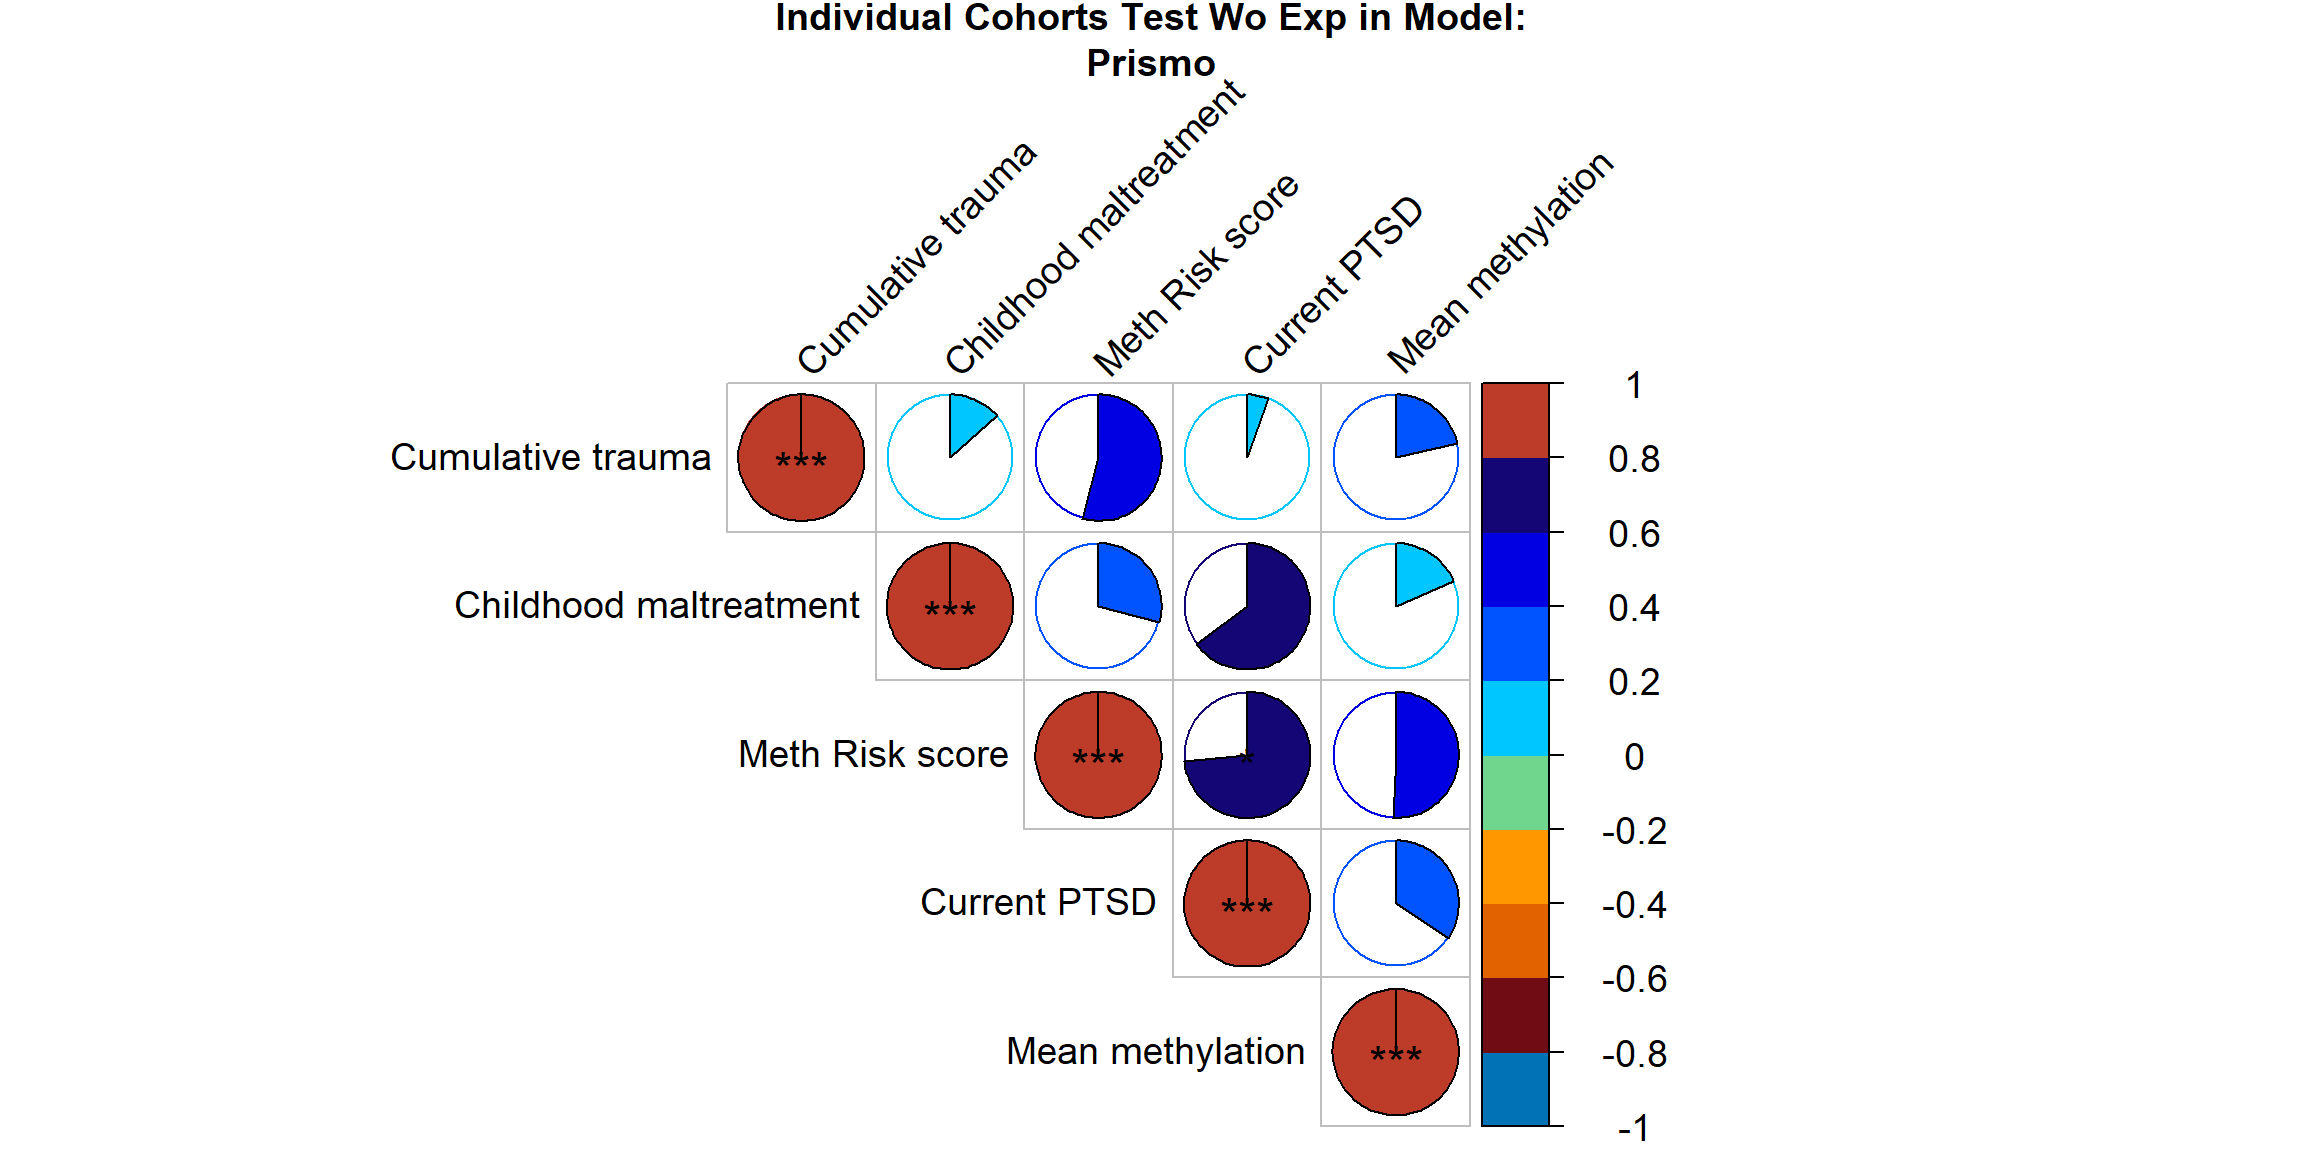 Individual Cohorts Test Wo Exp in Model:
Prismo
Cumulative trauma
Childhood maltreatment
Meth Risk score
Current PTSD
Mean methylation
Cumulative trauma
***
Childhood maltreatment
***
Meth Risk score
***
*
Current PTSD
***
Mean methylation
***
1
0.8
0.6
0.4
0.2
0
-0.2
-0.4
-0.6
-0.8
-1